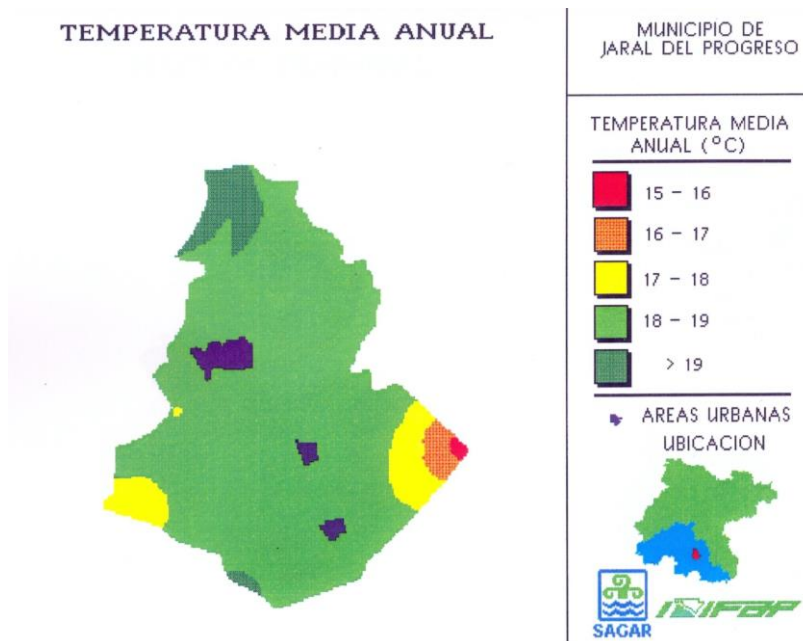 TEMPERATURA MEDIA ANUAL
MUNICIPIO DE
JARAL DEL PROGRESO
TEMPERATURA MEDIA
ANUAL (°C)
15 - 16
16 - 17
17 - 18
18 - 19
> 19
AREAS URBANAS
UBICACION
SAGAR
INIFAP